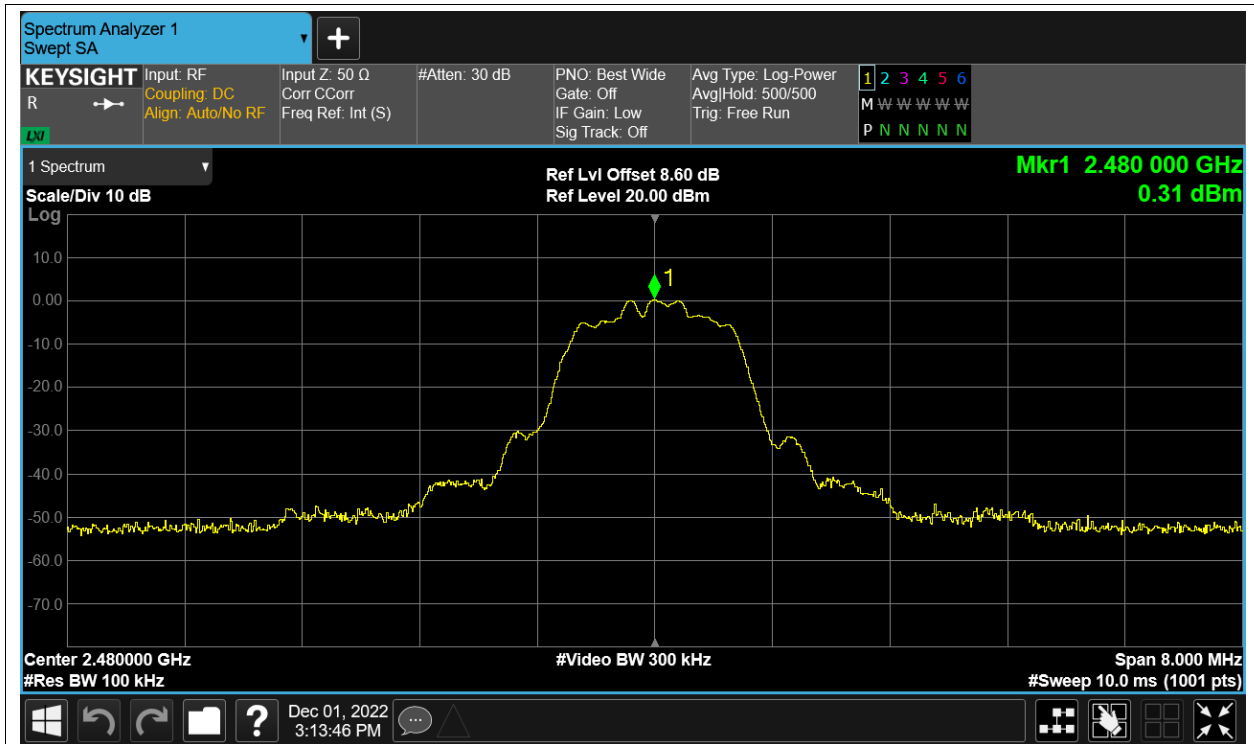 Spectrum Analyzer 1
Swept SA
KEYSIGHT
R
LXI
Input: RF
Coupling: DC
Align: Auto/No RF
Input Z: 50 Ω
Corr CCorr
Freq Ref: Int (S)
#Atten: 30 dB
PNO: Best Wide
Gate: Off
IF Gain: Low
Sig Track: Off
Avg Type: Log-Power
Avg|Hold: 500/500
Trig: Free Run
1 2 3 4 5 6
M W W W W W
P N N N N N
1 Spectrum
Scale/Div 10 dB
Log
Ref Lvl Offset 8.60 dB
Ref Level 20.00 dBm
Mkr1 2.480 000 GHz
0.31 dBm
1
10.0
0.00
-10.0
-20.0
-30.0
-40.0
-50.0
-60.0
-70.0
Center 2.480000 GHz
#Res BW 100 kHz
#Video BW 300 kHz
Span 8.000 MHz
#Sweep 10.0 ms (1001 pts)
?
Dec 01, 2022
3:13:46 PM